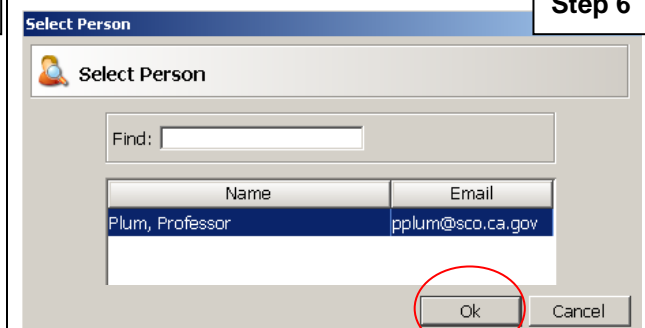 Step 6
Select Person
Select Person
Find:
Name Email
Plum, Professor pplum@sco.ca.gov
Ok Cancel